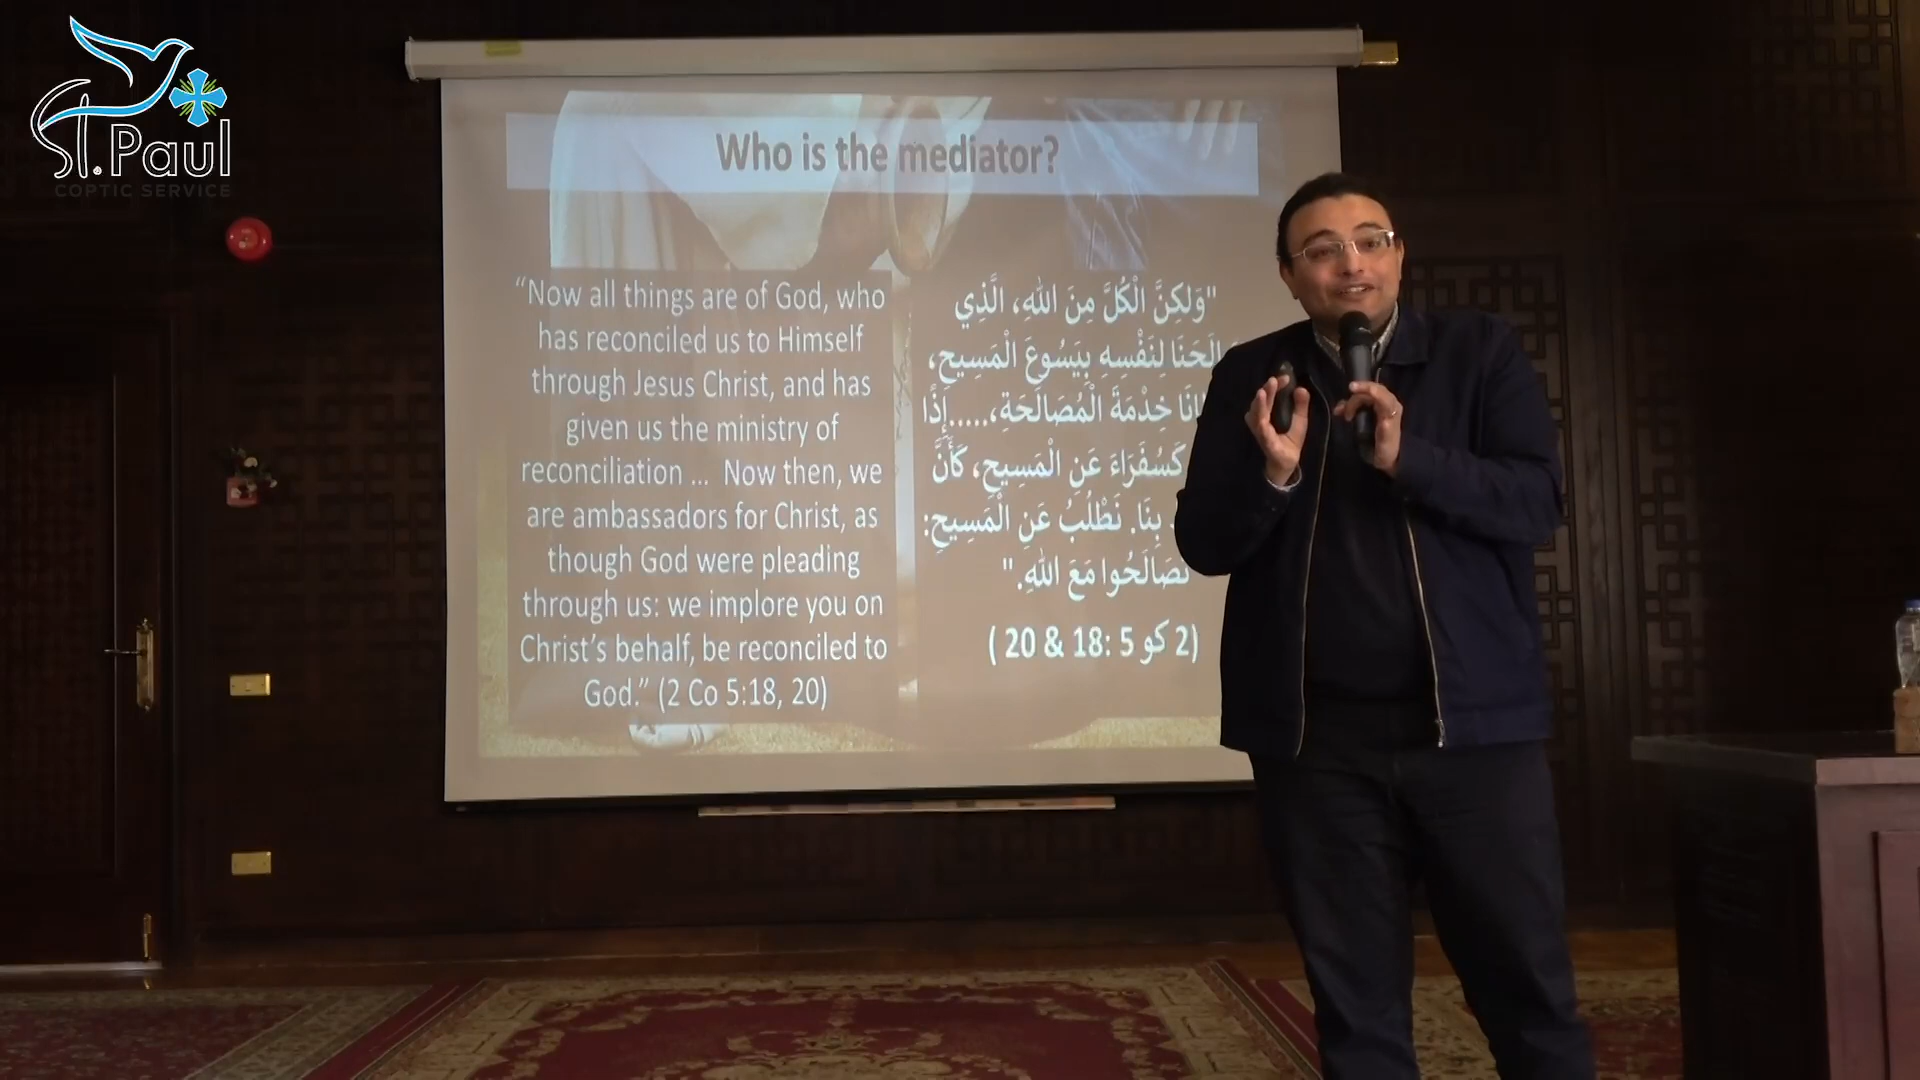 St. Paul
COPTIC SERVICE
Who is the mediator?
“Now all things are of God, who
has reconciled us to Himself
through Jesus Christ, and has
given us the ministry of
reconciliation ... Now then, we
are ambassadors for Christ, as
though God were pleading
through us: we implore you on
Christ’s behalf, be reconciled to
God.” (2 Co 5:18, 20)
"وَلكِنَّ الْكُلَّ مِنَ اللهِ، الَّذِي
لِنَفْسِهِ بِيَسُوعَ الْمَسِيحِ،
خِدْمَةَ الْمُصَالَحَةِ،.....إِذًا
كَسُفَرَاءَ عَنِ الْمَسِيحِ، كَأَنَّ
بِنَا. نَطْلُبُ عَنِ الْمَسِيحِ:
تَصَالَحُوا مَعَ اللهِ."
(2 كو 5 :18 & 20 )